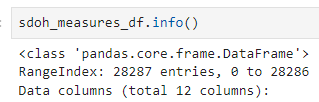 sdoh_measures_df.info()
<class 'pandas.core.frame.DataFrame'>
RangeIndex: 28287 entries, 0 to 28286
Data columns (total 12 columns):